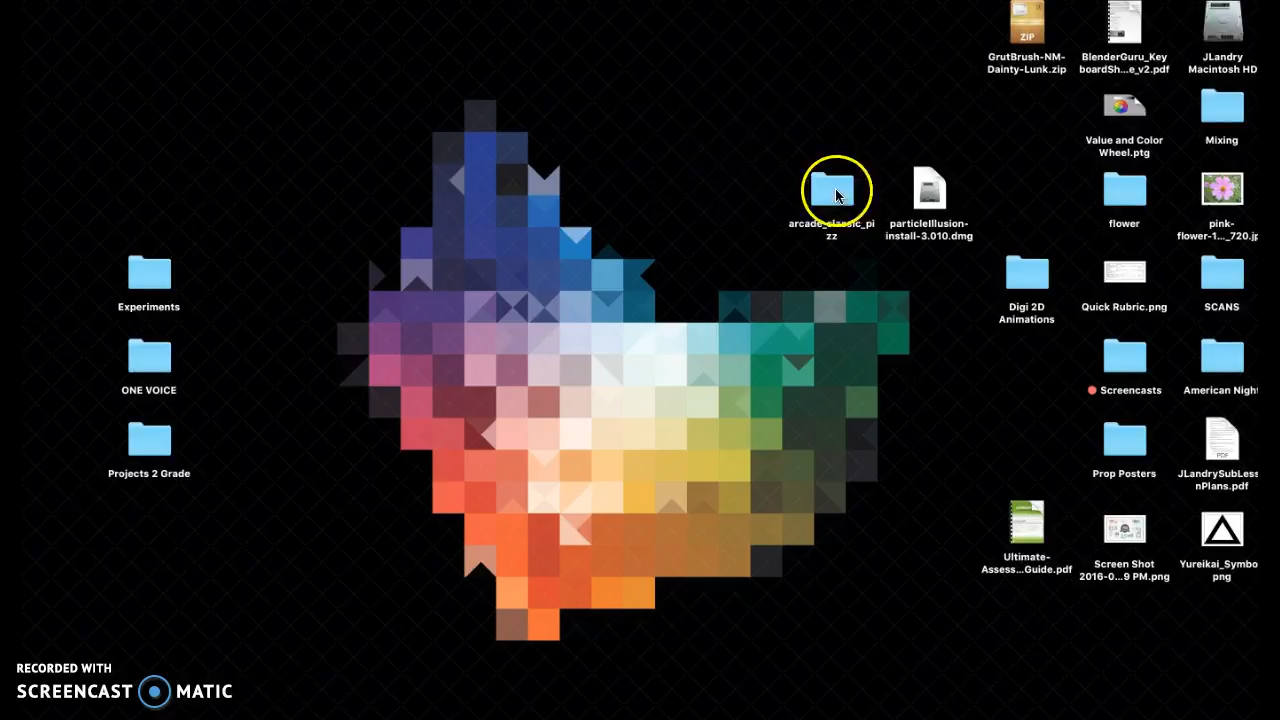 GrutBrush-NM-
Dainty-Lunk.zip
BlenderGuru_Key
boardSh...e_v2.pdf
JLandry
Macintosh HD
ZIP
Value and Color
Wheel.ptg
Mixing
arcade_classic_pi
zz
particleIllusion-
install-3.010.dmg
flower
pink-
flower-1..._720.jp
Experiments
Digi 2D
Animations
Quick Rubric.png
SCANS
ONE VOICE
Screencasts
American Nigh
Projects 2 Grade
Prop Posters
PDF
JLandrySubLess
nPlans.pdf
Ultimate-
Assess...Guide.pdf
Screen Shot
2016-0...9 PM.png
Yureikai_Symbo
png
RECORDED WITH
SCREENCAST MATIC